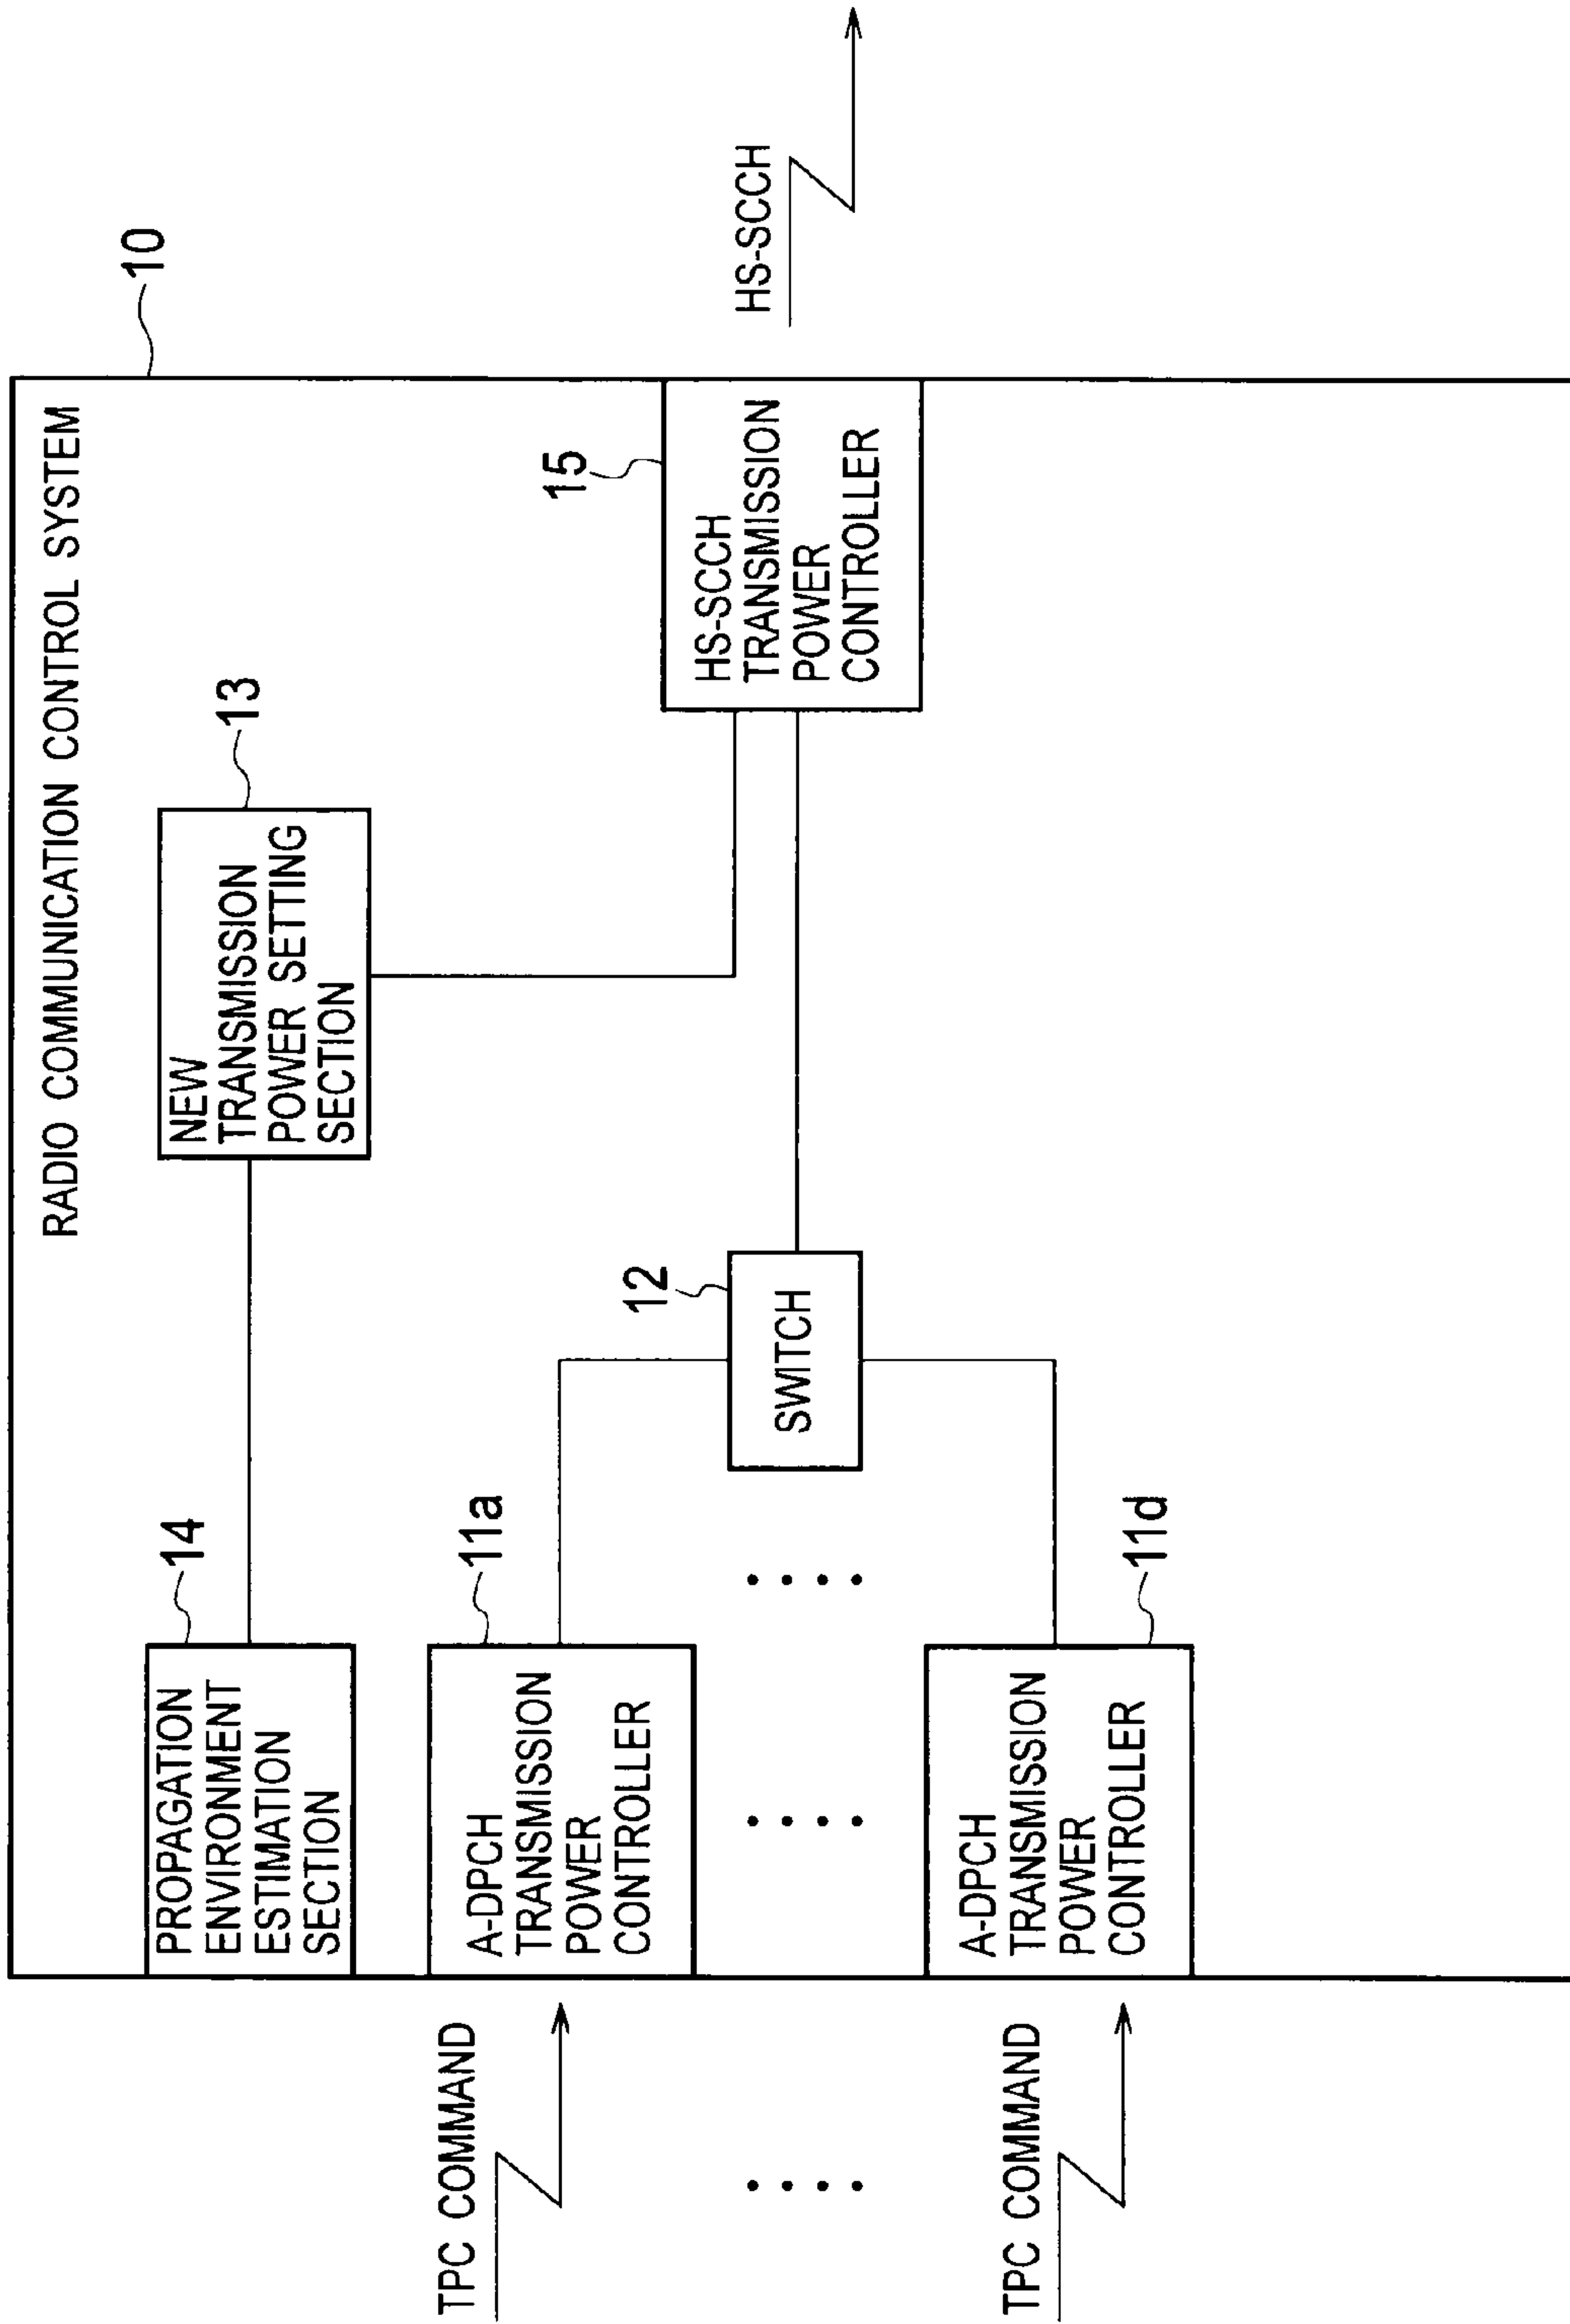 RADIO COMMUNICATION CONTROL SYSTEM
10
PROPAGATION
ENVIRONMENT
ESTIMATION
SECTION
14
NEW
TRANSMISSION
POWER SETTING
SECTION
13
TPC COMMAND
A-DPCH
TRANSMISSION
POWER
CONTROLLER
11a
SWITCH
12
HS-SCCH
TRANSMISSION
POWER
CONTROLLER
15
HS-SCCH
TPC COMMAND
A-DPCH
TRANSMISSION
POWER
CONTROLLER
11d